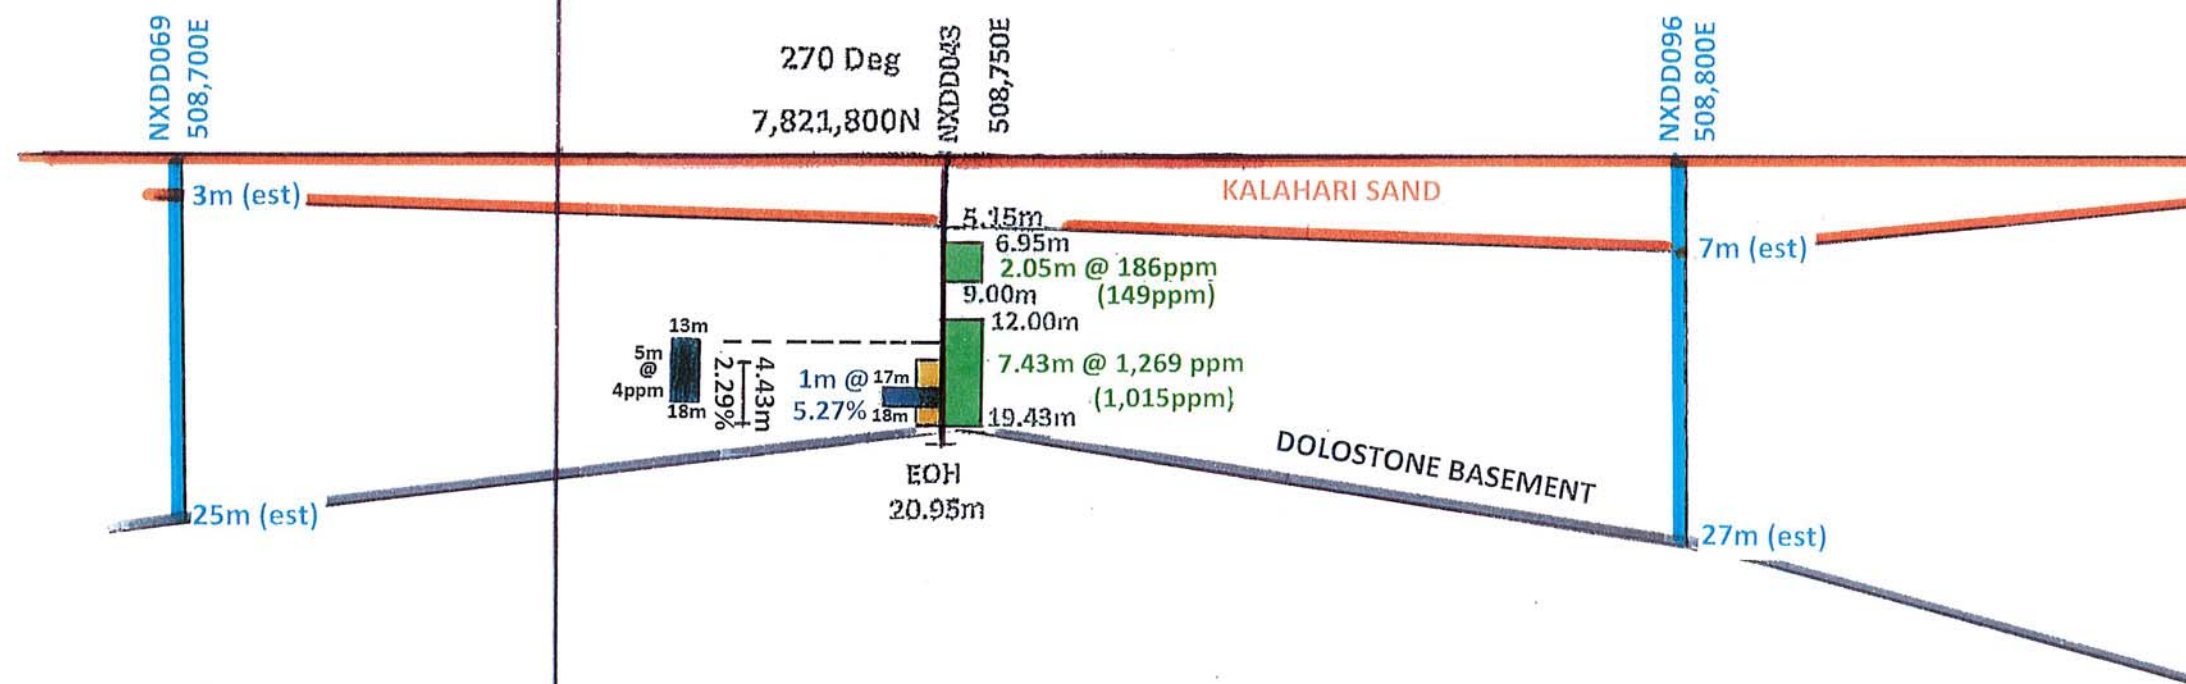 NXDD069
508,700E
270 Deg
7,821,800N
NXDD043
508,750E
NXDD096
508,800E
3m (est)
KALAHARI SAND
5.15m
6.95m
2.05m @ 186ppm
9.00m
(149ppm)
7m (est)
12.00m
13m
5m
@
4ppm
18m
2.29%
4.43m
1m @
5.27%
17m
18m
7.43m @ 1,269 ppm
(1,015ppm)
19.43m
DOLOSTONE BASEMENT
EOH
20.95m
25m (est)
27m (est)